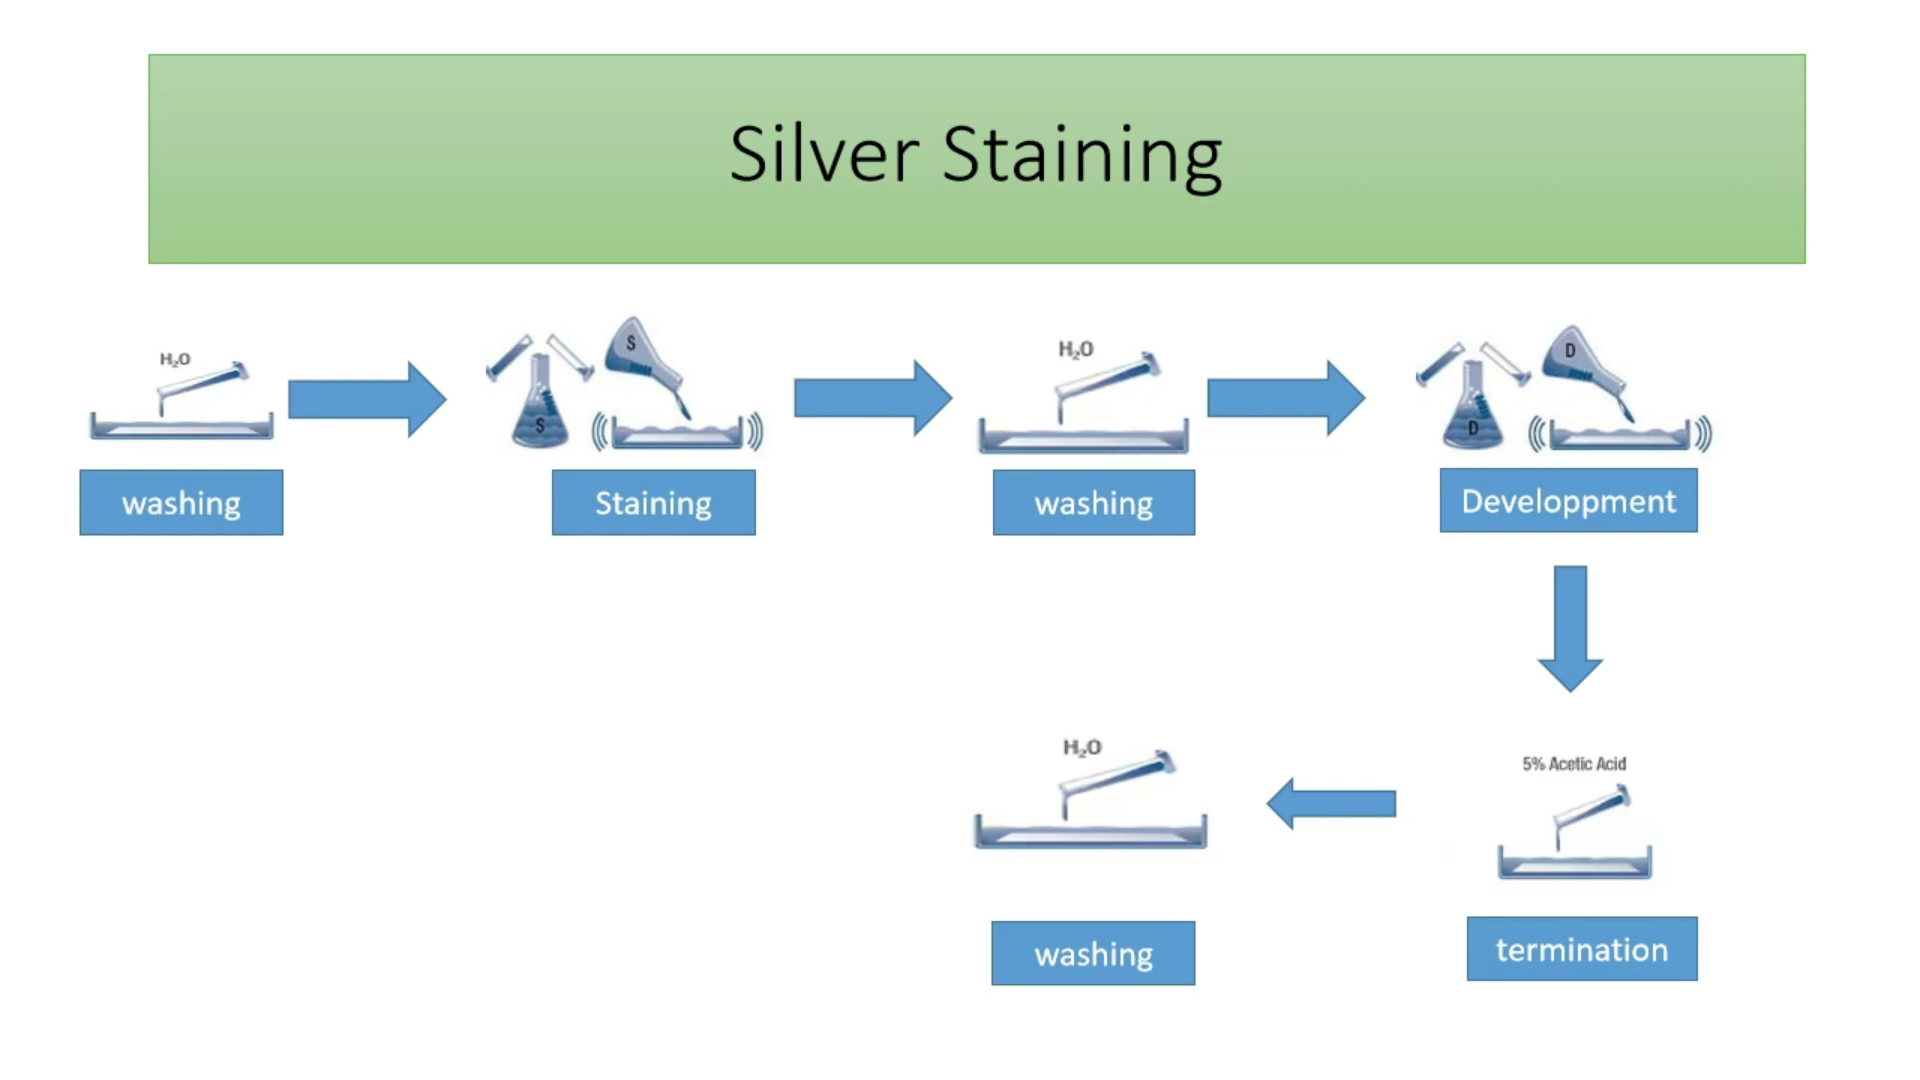 Silver Staining
H₂O
S
S
H₂O
D
D
washing
Staining
washing
Developpment
H₂O
5% Acetic Acid
washing
termination